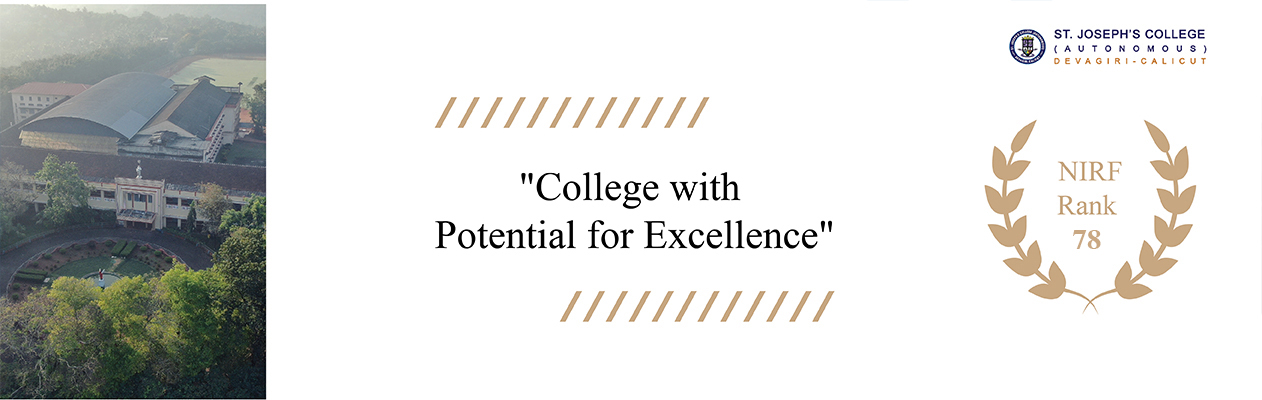 ST. JOSEPH'S COLLEGE
(AUTONOMOUS)
DEVAGIRI-CALICUT
"College with
Potential for Excellence"
NIRF
Rank
78